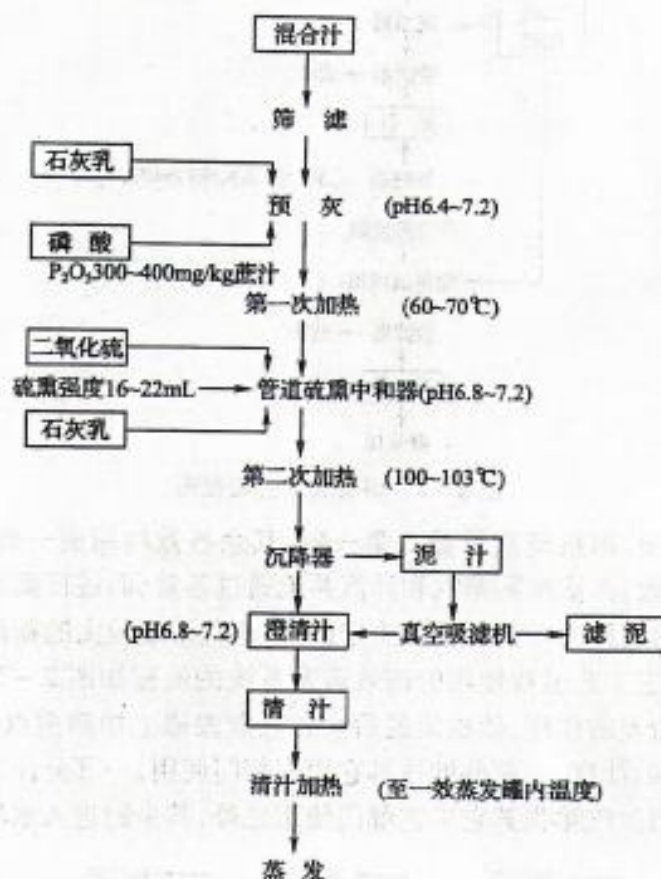 混合汁
筛 滤
石灰乳
预 灰 (pH6.4~7.2)
磷 酸
P₂O₅300~400mg/kg蔗汁
第一次加热 (60~70℃)
二氧化硫
硫熏强度16~22mL
管道硫熏中和器(pH6.8~7.2)
石灰乳
第二次加热 (100~103℃)
沉降器
泥 汁
(pH6.8~7.2)
澄清汁
真空吸滤机
滤 泥
清 汁
清汁加热 (至一效蒸发罐内温度)
蒸 发